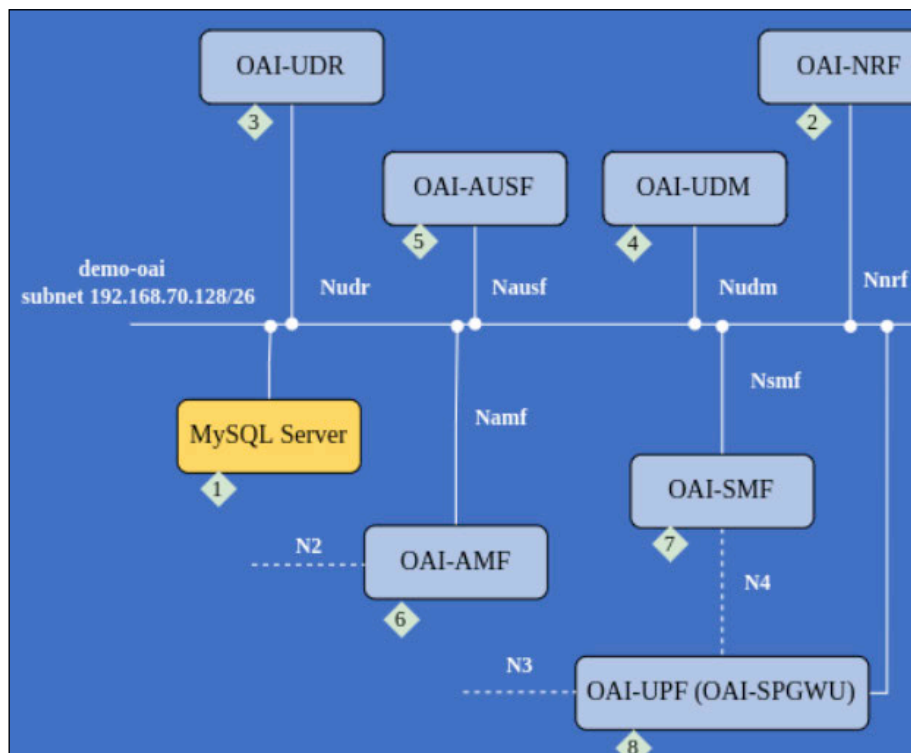 OAI-UDR
OAI-NRF
3
2
OAI-AUSF
OAI-UDM
5
4
demo-oai
subnet 192.168.70.128/26
Nudr
Nausf
Nudm
Nnrf
Nsmf
MySQL Server
Namf
1
OAI-SMF
N2
OAI-AMF
7
N4
6
N3
OAI-UPF (OAI-SPGWU)
8